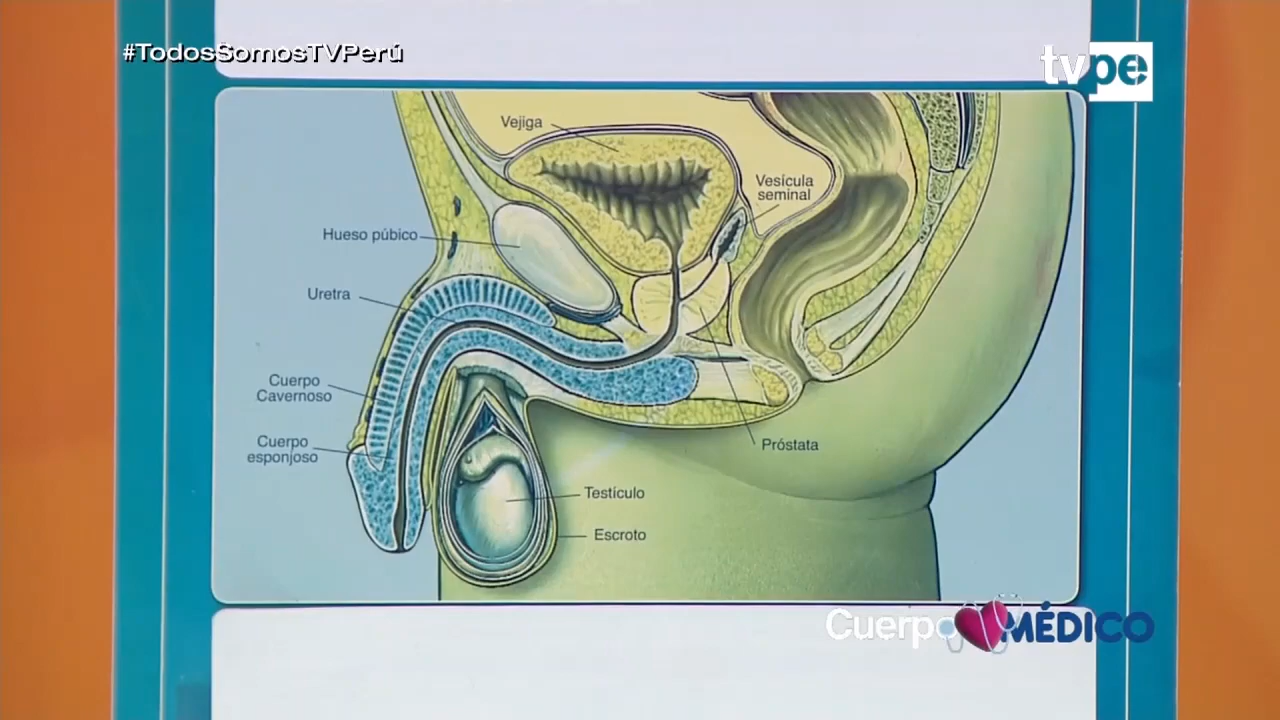 #TodosSomosTVPerú
tvpe
Vejiga
Vesícula
seminal
Hueso púbico
Uretra
Cuerpo
Cavernoso
Cuerpo
esponjoso
Próstata
Testículo
Escroto
Cuerpo MÉDICO